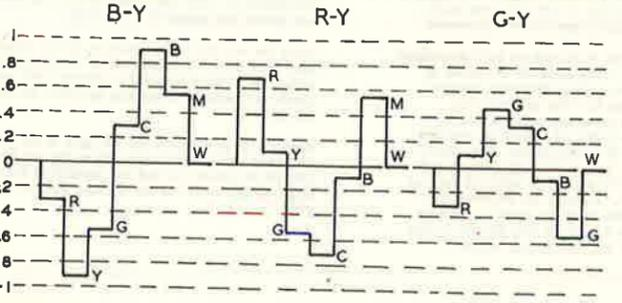 B-Y R-Y G-Y
1
.8 B
.6 R
M M
.4 G
.2 C C
Y Y
0 W W W
B B
.2 R R
.4
.6 G G G
C
.8 Y
-1